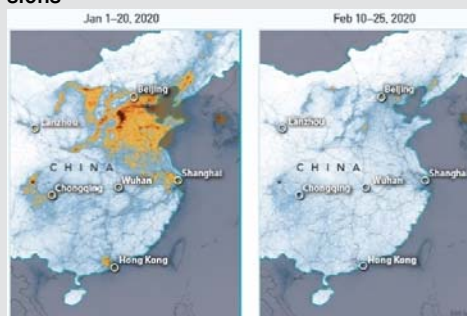 sions
Jan 1–20, 2020
Feb 10–25, 2020
Beijing
Lanzhou
CHINA
Shanghai
Wuhan
Chongqing
Hong Kong
Beijing
Lanzhou
CHINA
Shanghai
Wuhan
Chongqing
Hong Kong